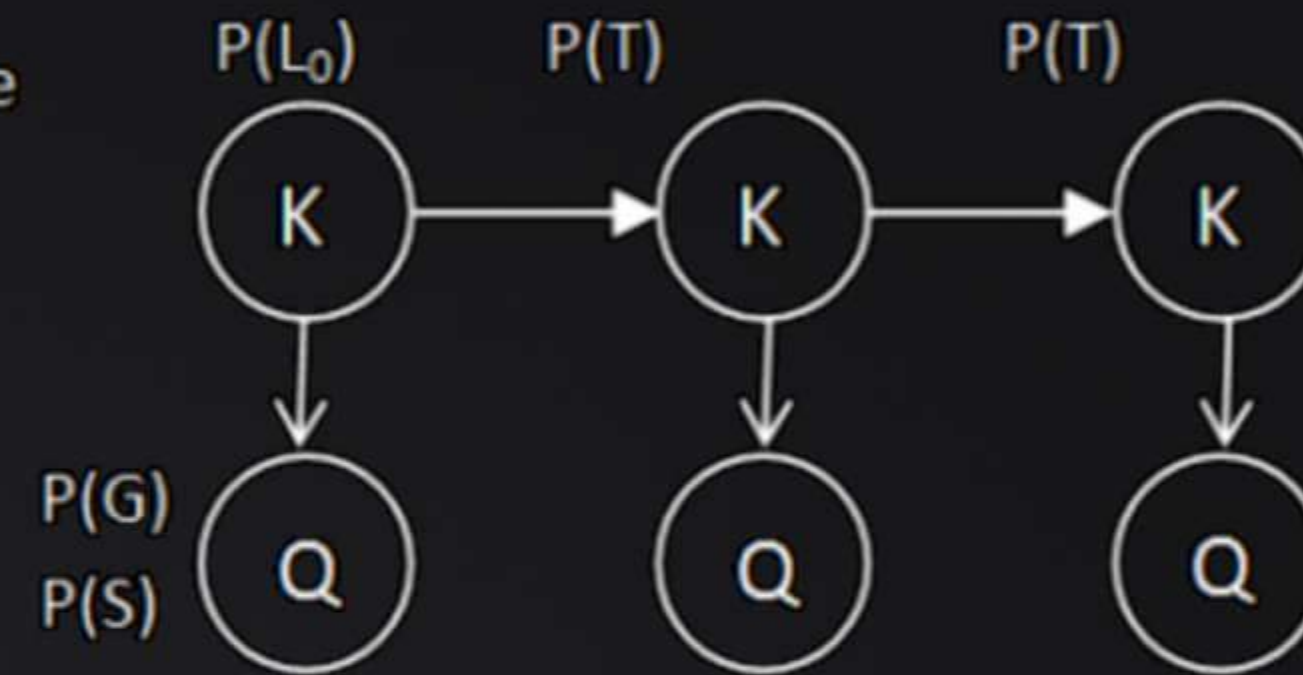 e
P(L₀) P(T) P(T)
K K K
P(G)
P(S)
Q Q Q